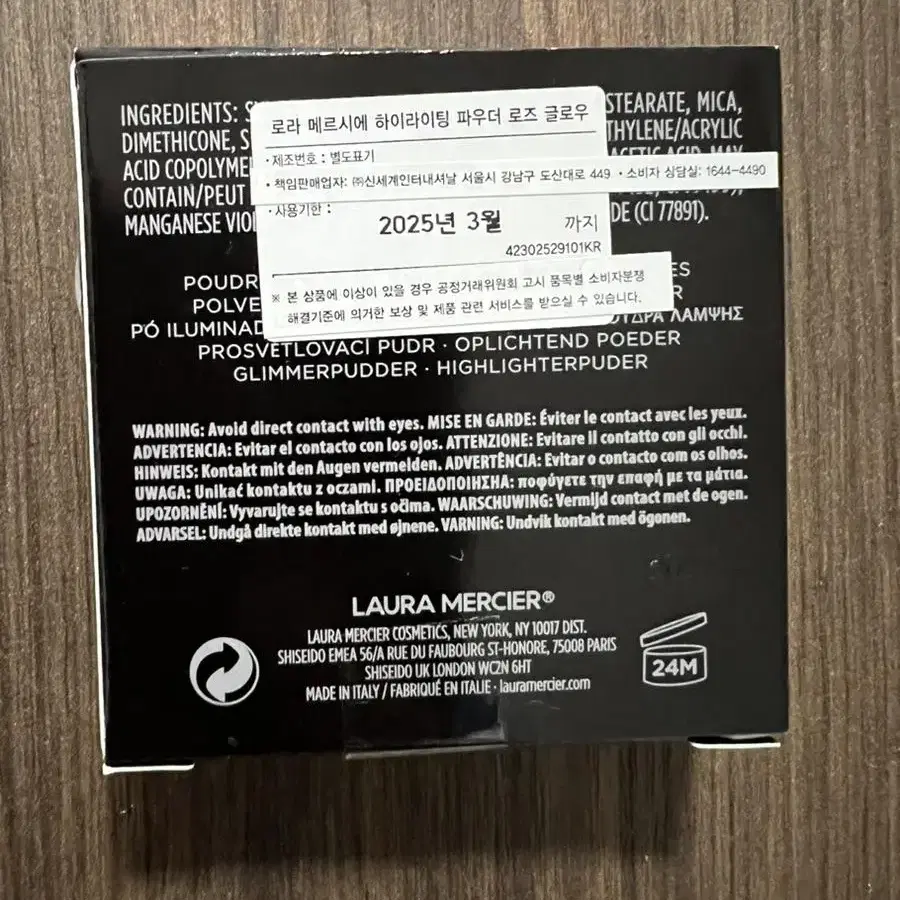 INGREDIENTS: STEARATE, MICA,
DIMETHICONE, THYLENE/ACRYLIC
ACID COPOLYME ACETIC ACID, MAY
CONTAIN/PEUT
MANGANESE VIOL DE (CI 77891).
로라 메르시에 하이라이팅 파우더 로즈 글로우
· 제조번호 : 별도표기
· 책임판매업자: ㈜신세계인터내셔날 서울시 강남구 도산대로 449 · 소비자 상담실: 1644-4490
· 사용기한 :
2025년 3월 까지
42302529101KR
※ 본 상품에 이상이 있을 경우 공정거래위원회 고시 품목별 소비자분쟁
해결기준에 의거한 보상 및 제품 관련 서비스를 받으실 수 있습니다.
POUDR ES
POLVE R
PÓ ILUMINAD ΛΑΜΨΗΣ
PROSVĚTLOVACÍ PUDR · OPLICHTEND POEDER
GLIMMERPUDDER · HIGHLIGHTERPUDER
WARNING: Avoid direct contact with eyes. MISE EN GARDE: Éviter le contact avec les yeux.
ADVERTENCIA: Evitar el contacto con los ojos. ATTENZIONE: Evitare il contatto con gli occhi.
HINWEIS: Kontakt mit den Augen vermeiden. ADVERTÊNCIA: Evitar o contacto com os olhos.
UWAGA: Unikać kontaktu z oczami. ΠΡΟΕΙΔΟΠΟΙΗΣΗ: αποφύγετε την επαφή με τα μάτια.
UPOZORNĚNÍ: Vyvarujte se kontaktu s očima. WAARSCHUWING: Vermijd contact met de ogen.
ADVARSEL: Undgå direkte kontakt med øjnene. VARNING: Undvik kontakt med ögonen.
LAURA MERCIER®
LAURA MERCIER COSMETICS, NEW YORK, NY 10017 DIST.
SHISEIDO EMEA 56/A RUE DU FAUBOURG ST-HONORE, 75008 PARIS
SHISEIDO UK LONDON WC2N 6HT
MADE IN ITALY / FABRIQUÉ EN ITALIE · lauramercier.com
24M